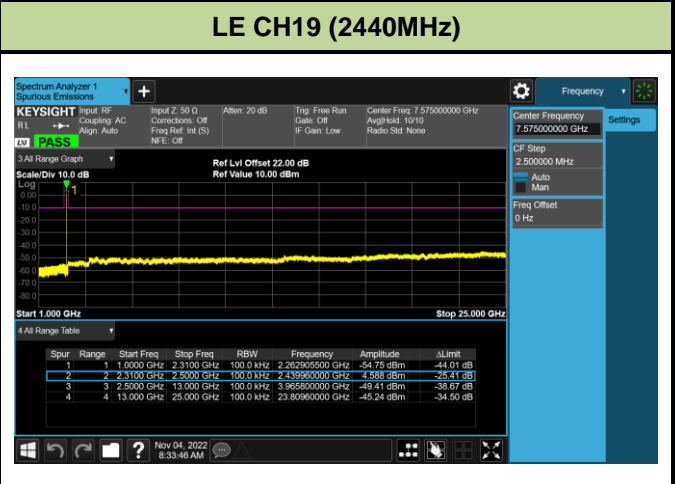 LE CH19 (2440MHz)
Spectrum Analyzer 1
Spurious Emissions
Frequency
KEYSIGHT
R L
LXI
PASS
Input: RF
Coupling: AC
Align: Auto
Input Z: 50 Ω
Corrections: Off
Freq Ref: Int (S)
NFE: Off
Atten: 20 dB
Trig: Free Run
Gate: Off
IF Gain: Low
Center Freq: 7.575000000 GHz
Avg|Hold: 10/10
Radio Std: None
Center Frequency
7.575000000 GHz
Settings
CF Step
2.500000 MHz
Auto
Man
Freq Offset
0 Hz
3 All Range Graph
Scale/Div 10.0 dB
Ref Lvl Offset 22.00 dB
Ref Value 10.00 dBm
Log
1
0.00
-10.0
-20.0
-30.0
-40.0
-50.0
-60.0
-70.0
-80.0
Start 1.000 GHz
Stop 25.000 GHz
4 All Range Table
Spur Range Start Freq Stop Freq RBW Frequency Amplitude ΔLimit
1 1 1.0000 GHz 2.3100 GHz 100.0 kHz 2.262905500 GHz -54.75 dBm -44.01 dB
2 2 2.3100 GHz 2.5000 GHz 100.0 kHz 2.439960000 GHz 4.588 dBm -25.41 dB
3 3 2.5000 GHz 13.000 GHz 100.0 kHz 3.965800000 GHz -49.41 dBm -38.67 dB
4 4 13.000 GHz 25.000 GHz 100.0 kHz 23.80960000 GHz -45.24 dBm -34.50 dB
Nov 04, 2022
8:33:46 AM